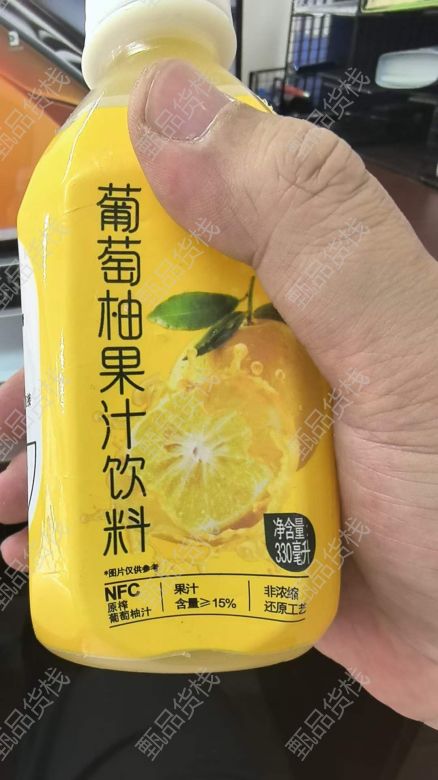 葡萄柚果汁饮料
净含量
330毫升
*图片仅供参考
NFC
原榨
葡萄柚汁
果汁
含量≥15%
非浓缩
还原工艺
甄品货栈